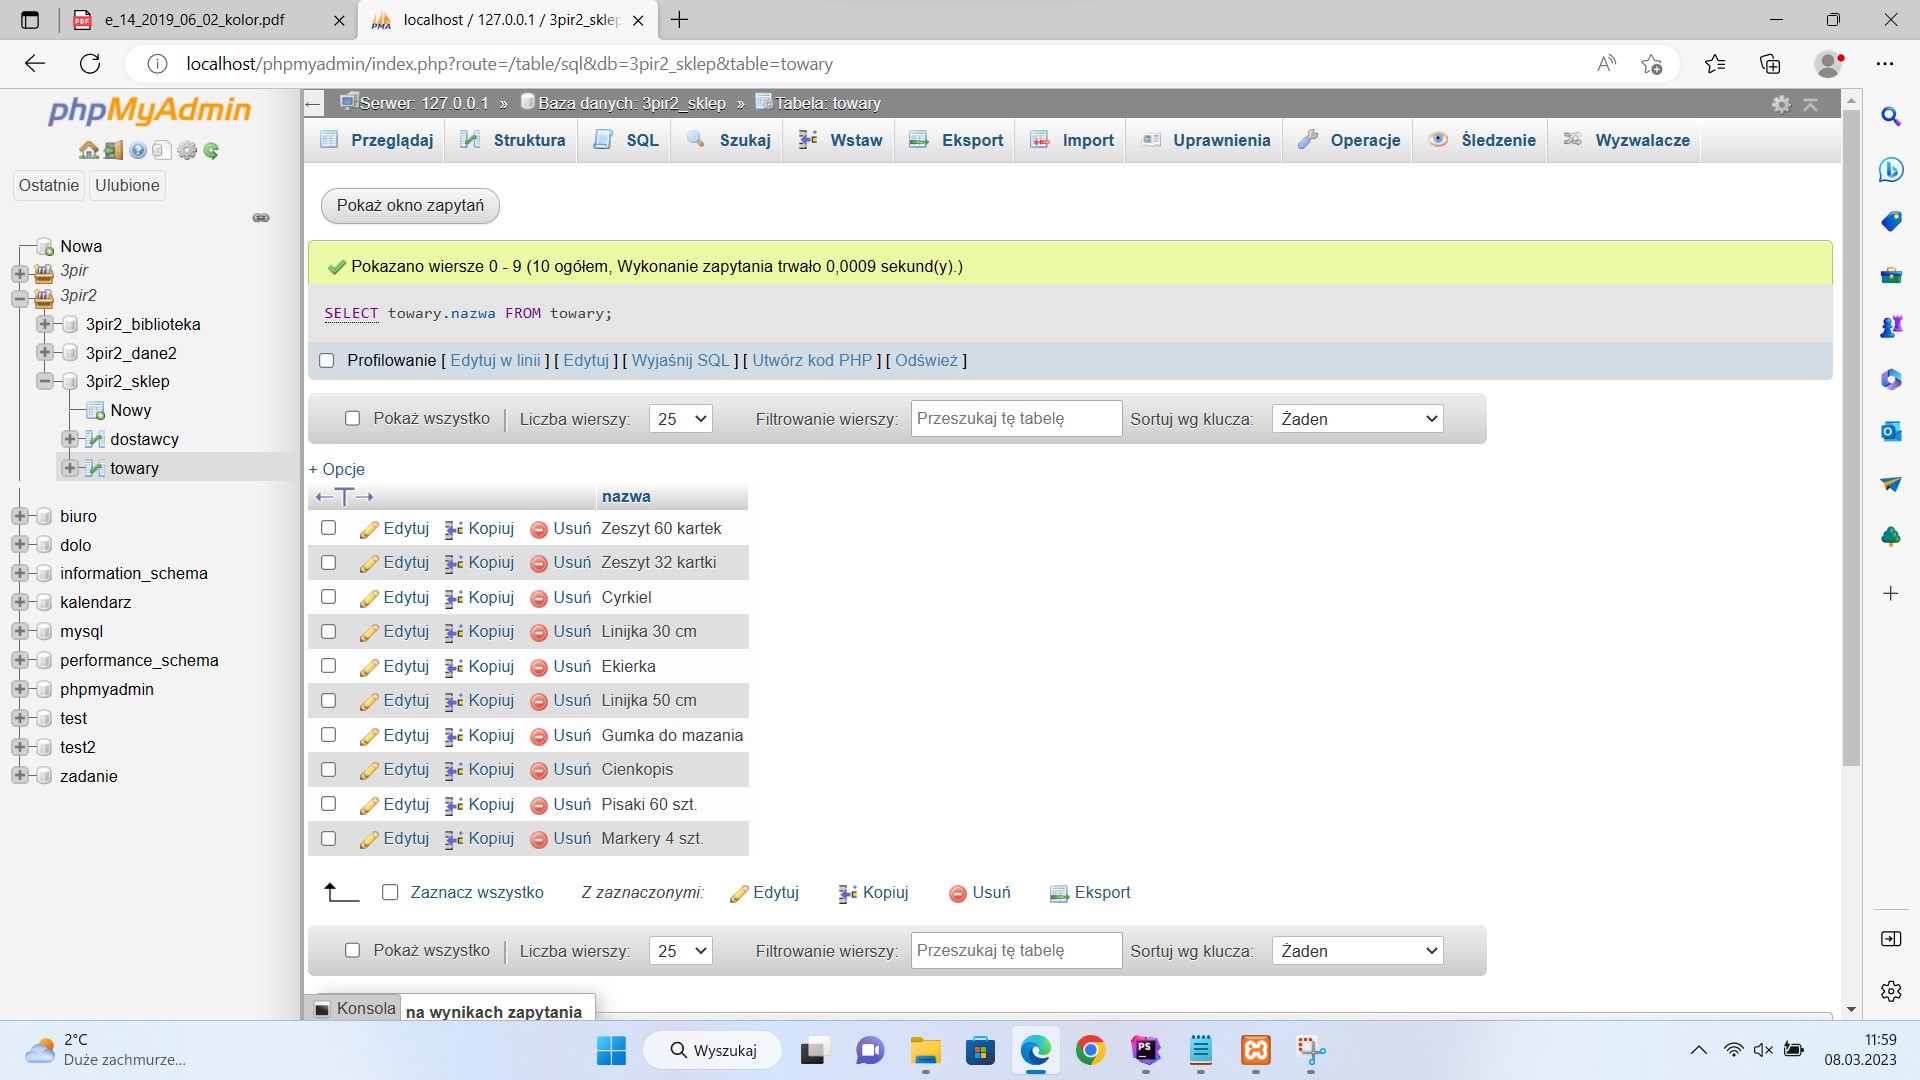 e_14_2019_06_02_kolor.pdf
localhost / 127.0.0.1 / 3pir2_sklep
localhost/phpmyadmin/index.php?route=/table/sql&db=3pir2_sklep&table=towary
phpMyAdmin
Ostatnie Ulubione
Nowa
3pir
3pir2
3pir2_biblioteka
3pir2_dane2
3pir2_sklep
Nowy
dostawcy
towary
biuro
dolo
information_schema
kalendarz
mysql
performance_schema
phpmyadmin
test
test2
zadanie
Serwer: 127.0.0.1 » Baza danych: 3pir2_sklep » Tabela: towary
Przeglądaj Struktura SQL Szukaj Wstaw Eksport Import Uprawnienia Operacje Śledzenie Wyzwalacze
Pokaż okno zapytań
Pokazano wiersze 0 - 9 (10 ogółem, Wykonanie zapytania trwało 0,0009 sekund(y).)
SELECT towary.nazwa FROM towary;
Profilowanie [ Edytuj w linii ] [ Edytuj ] [ Wyjaśnij SQL ] [ Utwórz kod PHP ] [ Odśwież ]
Pokaż wszystko Liczba wierszy: 25 Filtrowanie wierszy: Przeszukaj tę tabelę Sortuj wg klucza: Żaden
+ Opcje
←T→ nazwa
Edytuj Kopiuj Usuń Zeszyt 60 kartek
Edytuj Kopiuj Usuń Zeszyt 32 kartki
Edytuj Kopiuj Usuń Cyrkiel
Edytuj Kopiuj Usuń Linijka 30 cm
Edytuj Kopiuj Usuń Ekierka
Edytuj Kopiuj Usuń Linijka 50 cm
Edytuj Kopiuj Usuń Gumka do mazania
Edytuj Kopiuj Usuń Cienkopis
Edytuj Kopiuj Usuń Pisaki 60 szt.
Edytuj Kopiuj Usuń Markery 4 szt.
Zaznacz wszystko Z zaznaczonymi: Edytuj Kopiuj Usuń Eksport
Pokaż wszystko Liczba wierszy: 25 Filtrowanie wierszy: Przeszukaj tę tabelę Sortuj wg klucza: Żaden
Konsola na wynikach zapytania
2°C
Duże zachmurze...
Wyszukaj
11:59
08.03.2023